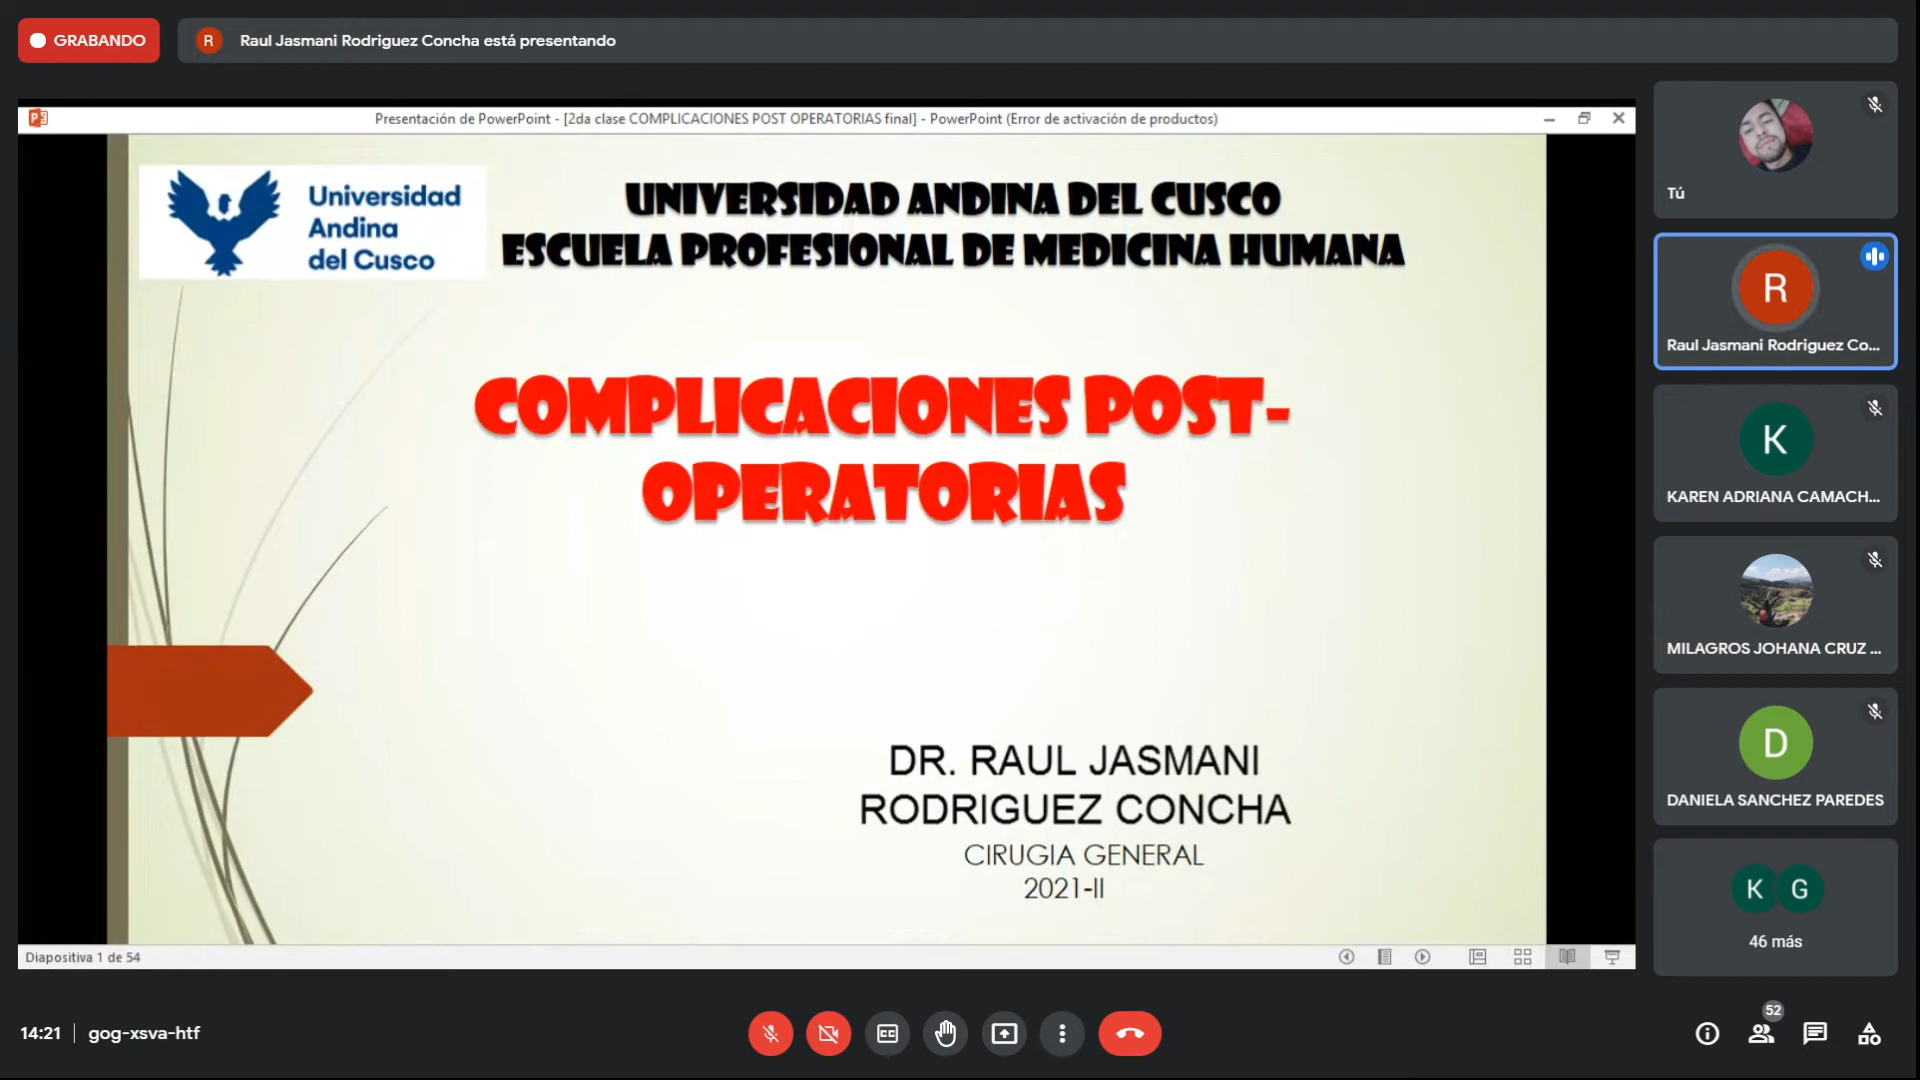 GRABANDO
R
Raul Jasmani Rodriguez Concha está presentando
Presentación de PowerPoint - [2da clase COMPLICACIONES POST OPERATORIAS final] - PowerPoint (Error de activación de productos)
Universidad
Andina
del Cusco
UNIVERSIDAD ANDINA DEL CUSCO
ESCUELA PROFESIONAL DE MEDICINA HUMANA
COMPLICACIONES POST-
OPERATORIAS
DR. RAUL JASMANI
RODRIGUEZ CONCHA
CIRUGIA GENERAL
2021-II
Diapositiva 1 de 54
Tú
R
Raul Jasmani Rodriguez Co...
K
KAREN ADRIANA CAMACH...
MILAGROS JOHANA CRUZ ...
D
DANIELA SANCHEZ PAREDES
K G
46 más
14:21 | gog-xsva-htf
CC
52